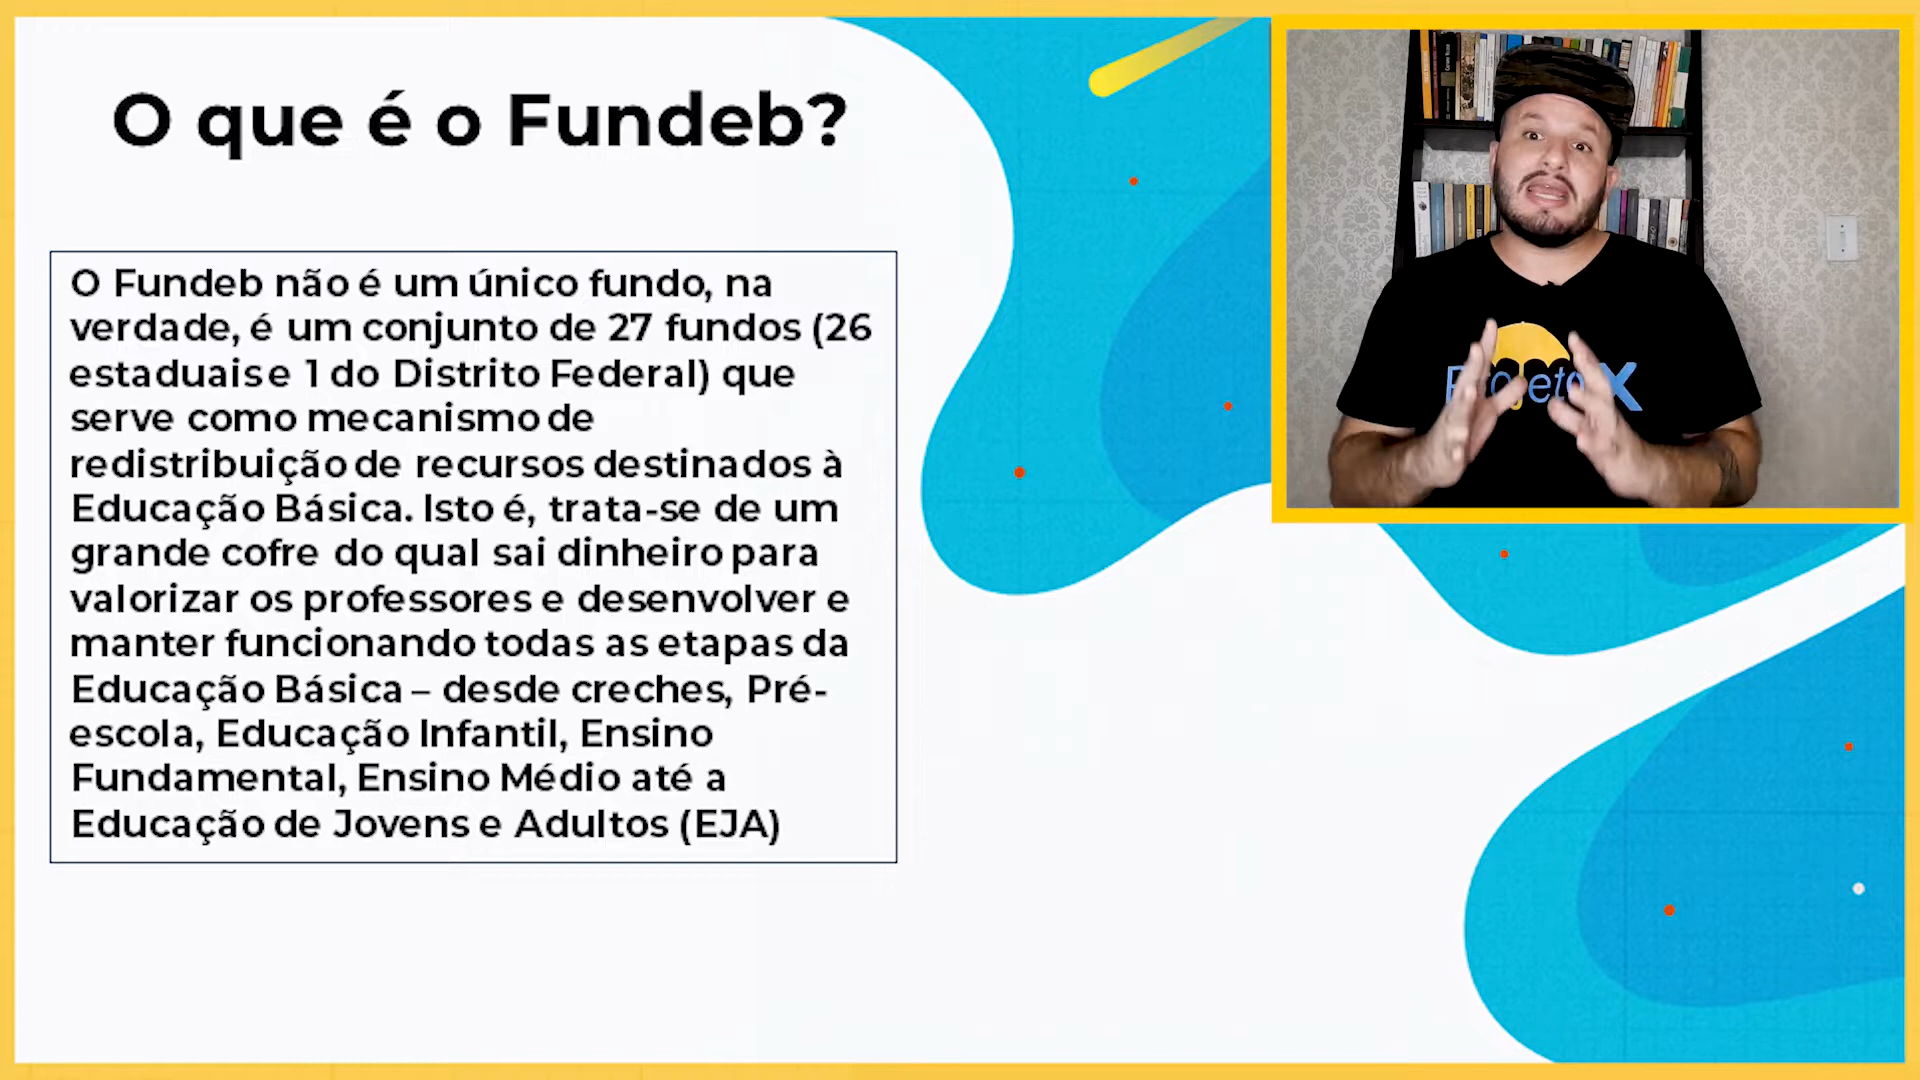 O que é o Fundeb?
O Fundeb não é um único fundo, na
verdade, é um conjunto de 27 fundos (26
estaduais e 1 do Distrito Federal) que
serve como mecanismo de
redistribuição de recursos destinados à
Educação Básica. Isto é, trata-se de um
grande cofre do qual sai dinheiro para
valorizar os professores e desenvolver e
manter funcionando todas as etapas da
Educação Básica – desde creches, Pré-
escola, Educação Infantil, Ensino
Fundamental, Ensino Médio até a
Educação de Jovens e Adultos (EJA)
Projeto X